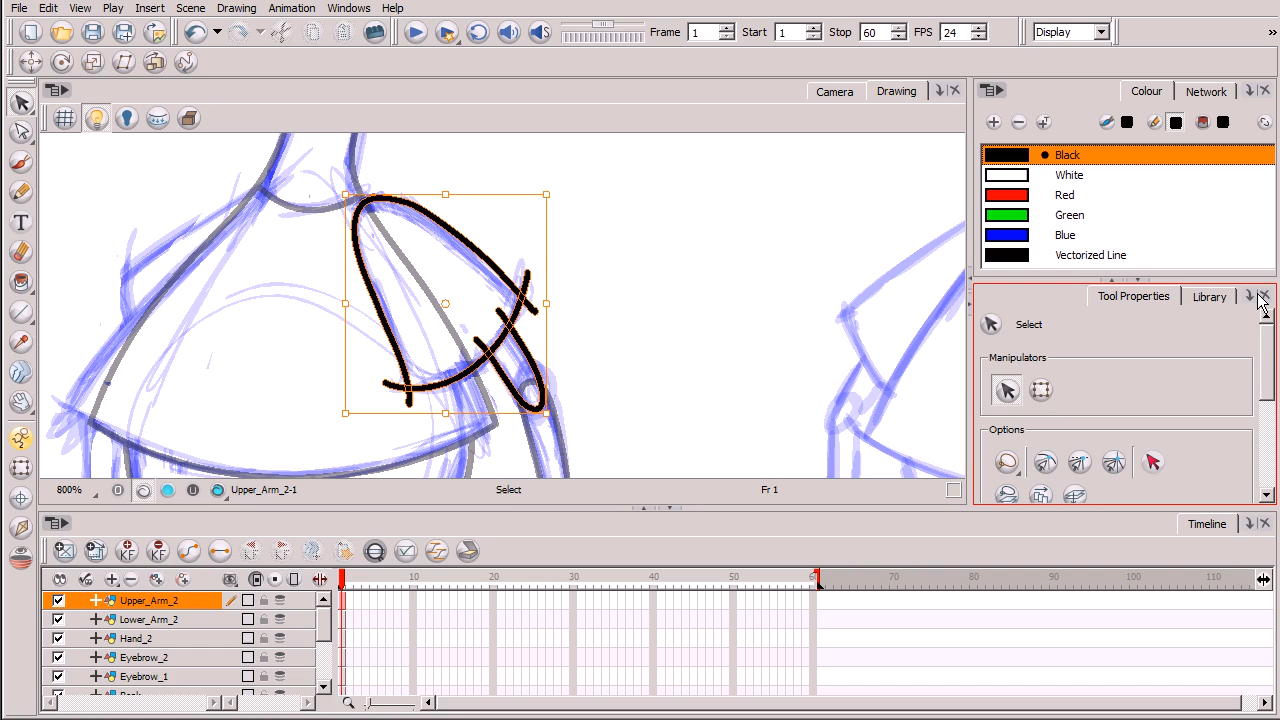 File Edit View Play Insert Scene Drawing Animation Windows Help
Frame 1 Start 1 Stop 60 FPS 24 Display »
Camera Drawing
Colour Network
Black
White
Red
Green
Blue
Vectorized Line
Tool Properties Library
Select
Manipulators
Options
800% Upper_Arm_2-1 Select Fr 1
Timeline
10 20 30 40 50 60 70 80 90 100 110
Upper_Arm_2
Lower_Arm_2
Hand_2
Eyebrow_2
Eyebrow_1